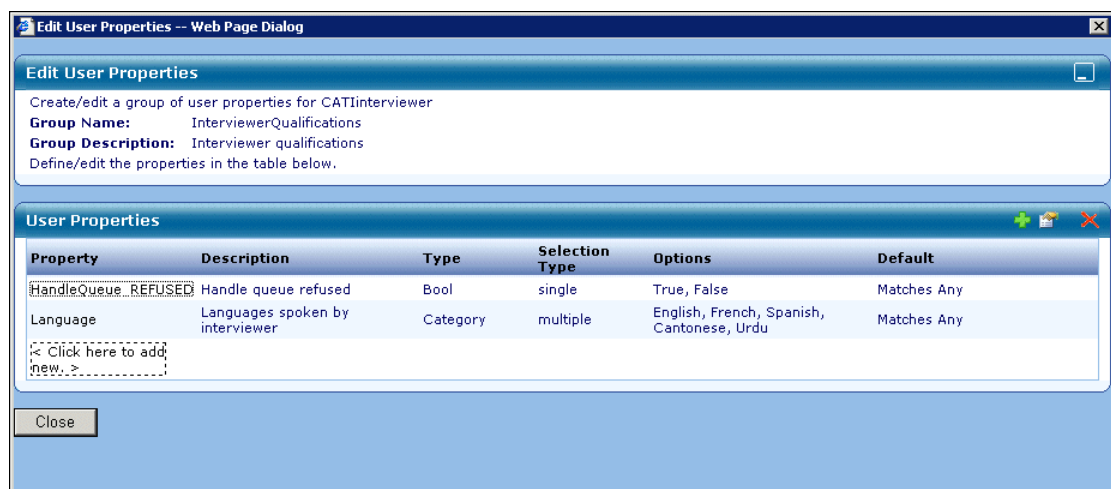 Edit User Properties -- Web Page Dialog
Edit User Properties
Create/edit a group of user properties for CATIinterviewer
Group Name: InterviewerQualifications
Group Description: Interviewer qualifications
Define/edit the properties in the table below.
User Properties
Property Description Type Selection Type Options Default
HandleQueue_REFUSED Handle queue refused Bool single True, False Matches Any
Language Languages spoken by interviewer Category multiple English, French, Spanish, Cantonese, Urdu Matches Any
< Click here to add
new. >
Close